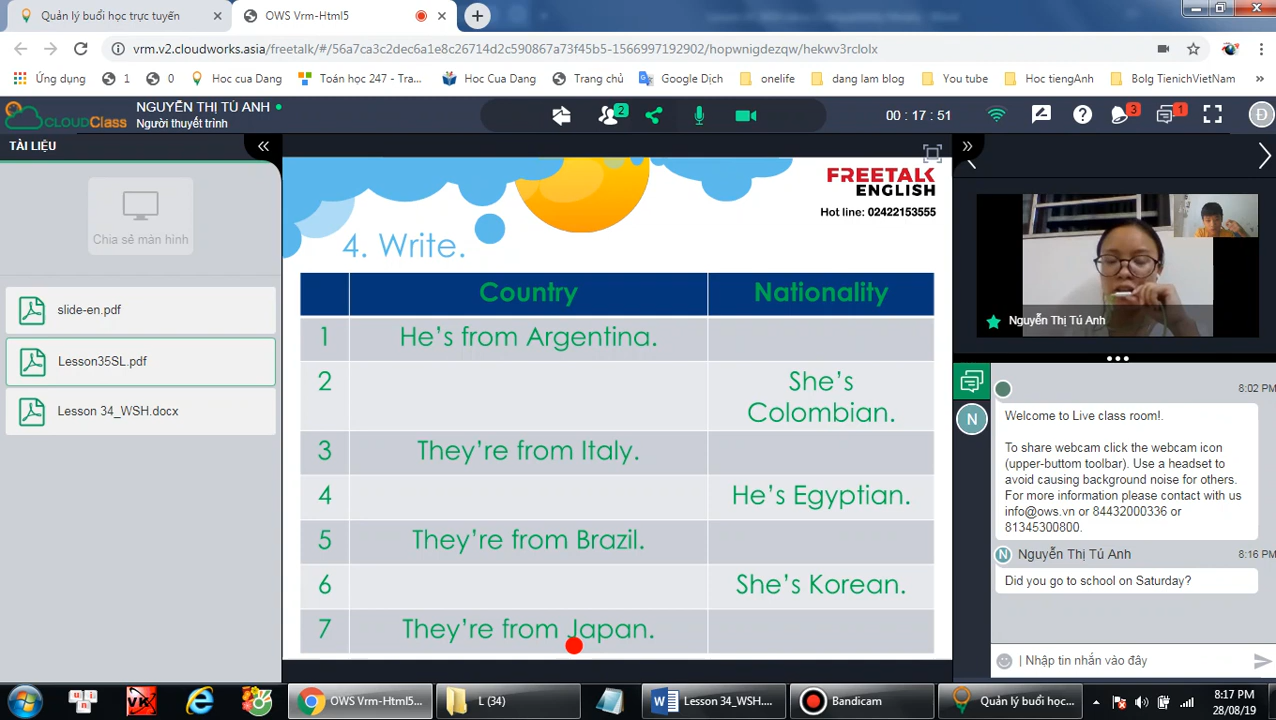 Quản lý buổi học trực tuyến
OWS Vrm-Html5
vrm.v2.cloudworks.asia/freetalk/#/56a7ca3c2dec6a1e8c26714d2c590867a73f45b5-1566997192902/hopwnigdezqw/hekwv3rclolx
Ứng dụng
1
0
Hoc cua Dang
Toán học 247 - Tra...
Học Cua Dang
Trang chủ
Google Dịch
onelife
dang lam blog
You tube
Học tiengAnh
Bolg TienichVietNam
»
CLOUDClass
NGUYỄN THỊ TÚ ANH
Người thuyết trình
2
00 : 17 : 51
3
1
Đ
TÀI LIỆU
Chia sẻ màn hình
slide-en.pdf
Lesson35SL.pdf
Lesson 34_WSH.docx
FREETALK
ENGLISH
Hot line: 02422153555
4. Write.
Country Nationality
1 He's from Argentina.
2 She's
Colombian.
3 They're from Italy.
4 He's Egyptian.
5 They're from Brazil.
6 She's Korean.
7 They're from Japan.
Nguyễn Thị Tú Anh
8:02 PM
N
Welcome to Live class room!.
To share webcam click the webcam icon
(upper-buttom toolbar). Use a headset to
avoid causing background noise for others.
For more information please contact with us
info@ows.vn or 84432000336 or
81345300800.
N Nguyễn Thị Tú Anh 8:16 PM
Did you go to school on Saturday?
Nhập tin nhắn vào đây
OWS Vrm-Html5...
L (34)
Lesson 34_WSH....
Bandicam
Quản lý buổi học...
8:17 PM
28/08/19